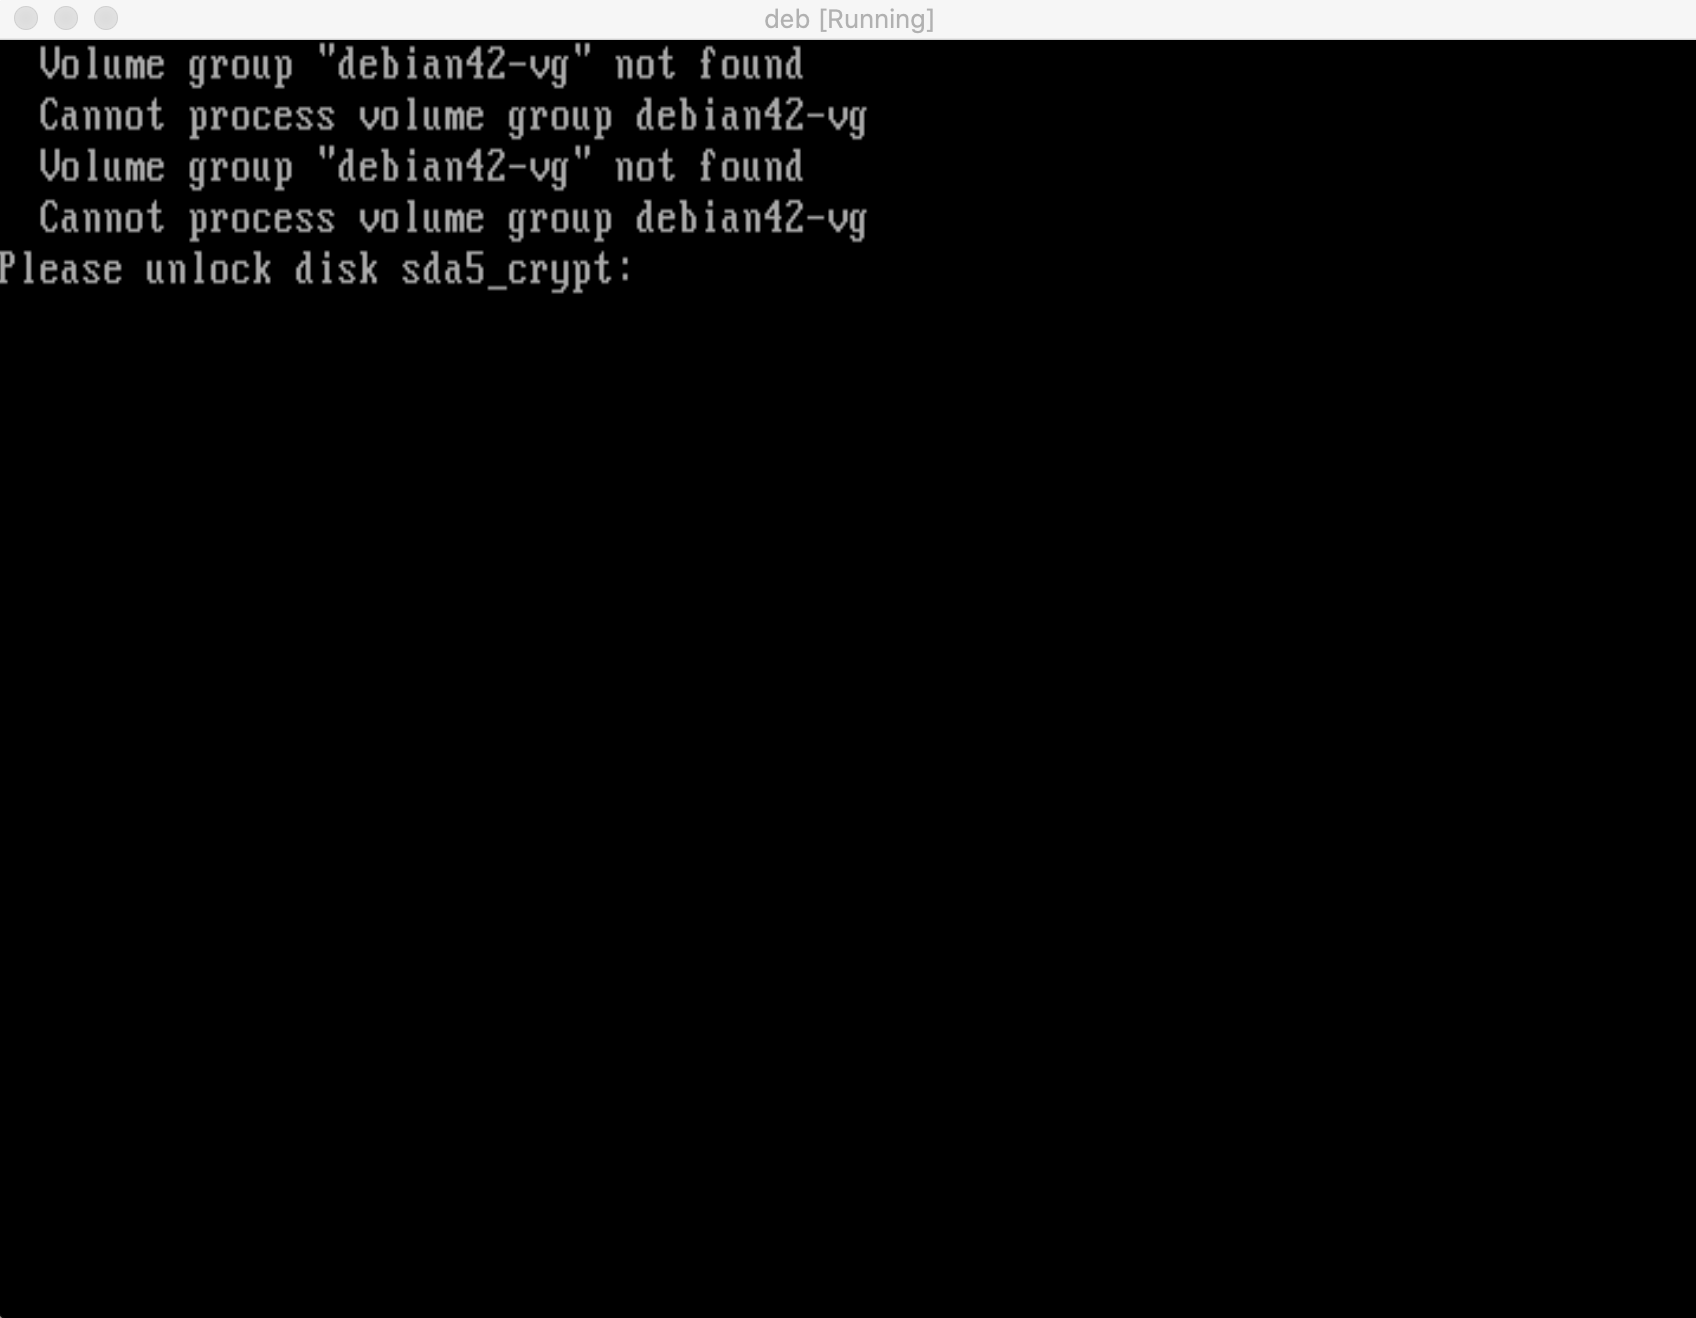 deb [Running]
Volume group "debian42-vg" not found
Cannot process volume group debian42-vg
Volume group "debian42-vg" not found
Cannot process volume group debian42-vg
Please unlock disk sda5_crypt: